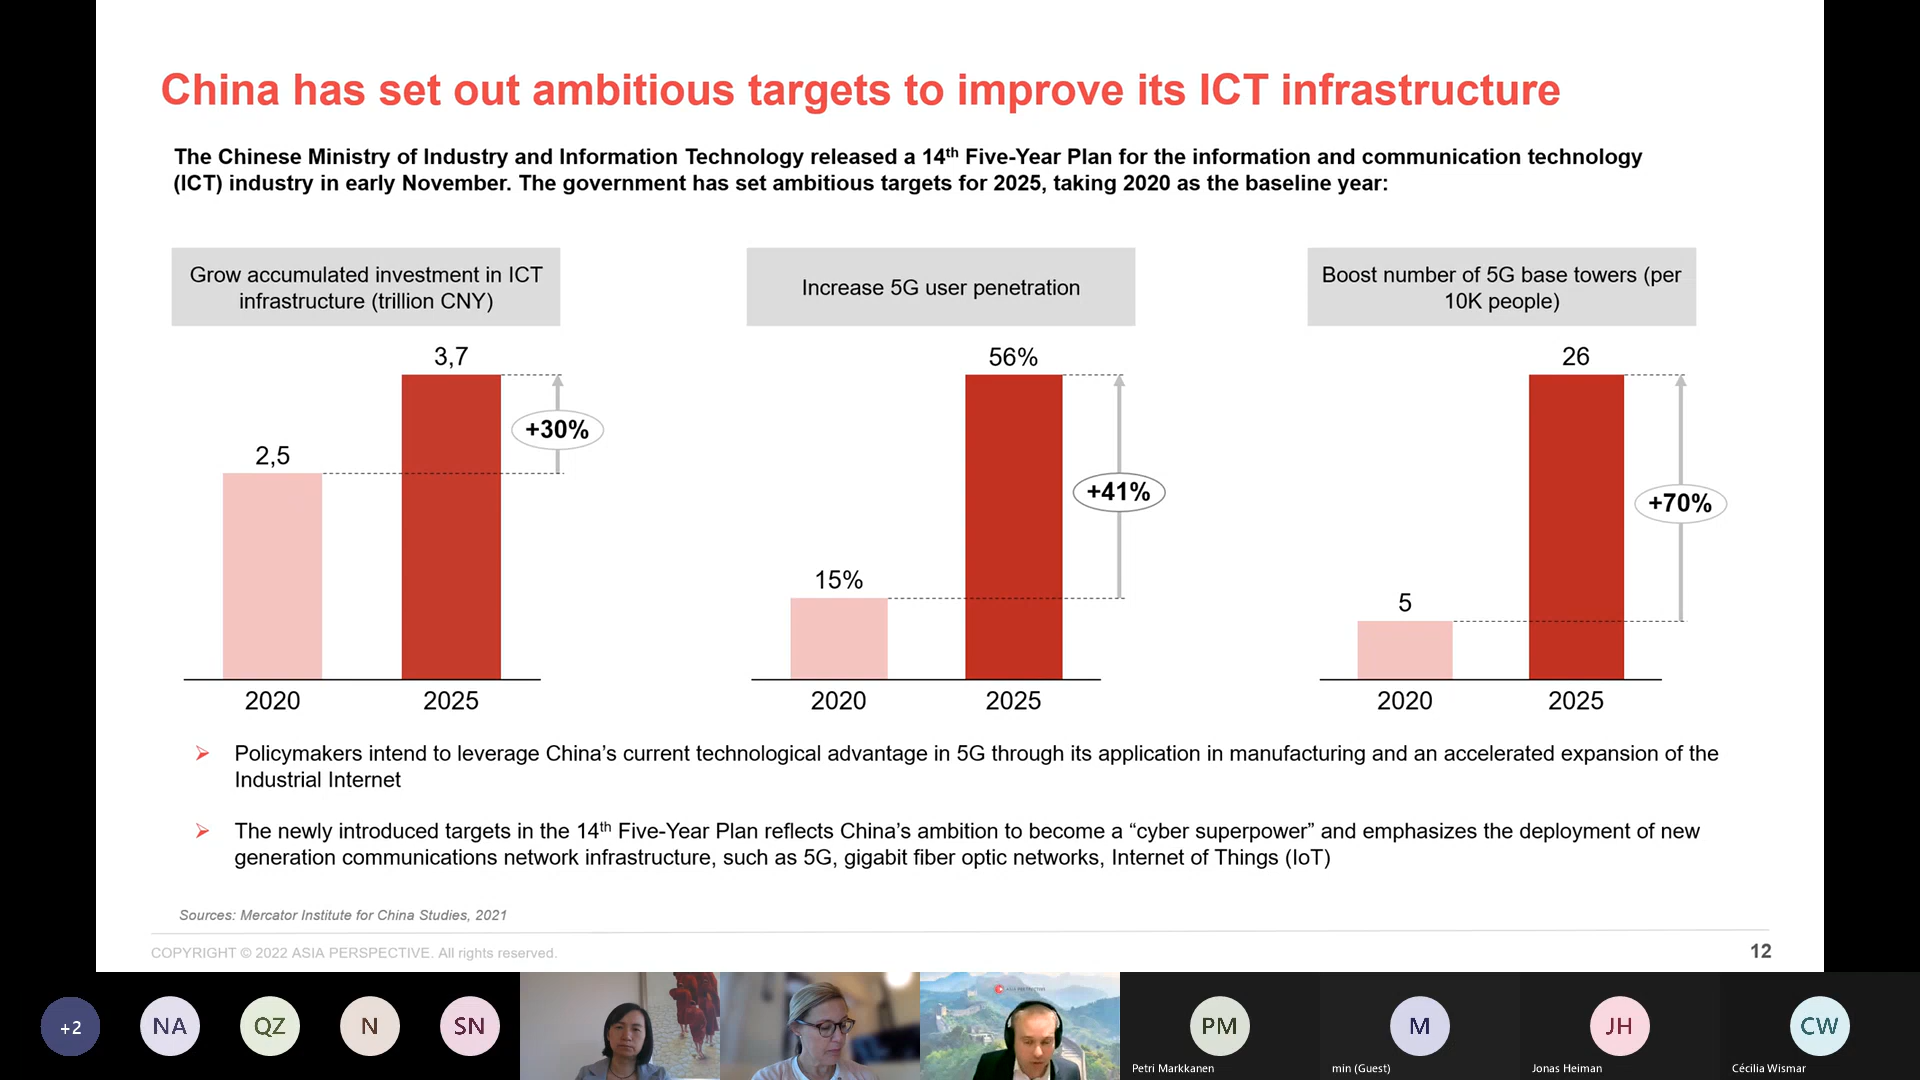 China has set out ambitious targets to improve its ICT infrastructure
The Chinese Ministry of Industry and Information Technology released a 14th Five-Year Plan for the information and communication technology
(ICT) industry in early November. The government has set ambitious targets for 2025, taking 2020 as the baseline year:
Grow accumulated investment in ICT
infrastructure (trillion CNY)
3,7
+30%
2,5
2020 2025
Increase 5G user penetration
56%
+41%
15%
2020 2025
Boost number of 5G base towers (per
10K people)
26
+70%
5
2020 2025
Policymakers intend to leverage China’s current technological advantage in 5G through its application in manufacturing and an accelerated expansion of the
Industrial Internet
The newly introduced targets in the 14th Five-Year Plan reflects China’s ambition to become a “cyber superpower” and emphasizes the deployment of new
generation communications network infrastructure, such as 5G, gigabit fiber optic networks, Internet of Things (IoT)
Sources: Mercator Institute for China Studies, 2021
COPYRIGHT © 2022 ASIA PERSPECTIVE. All rights reserved.
12
+2
NA
QZ
N
SN
ASIA PERSPECTIVE
PM
Petri Markkanen
M
min (Guest)
JH
Jonas Heiman
CW
Cécilia Wismar